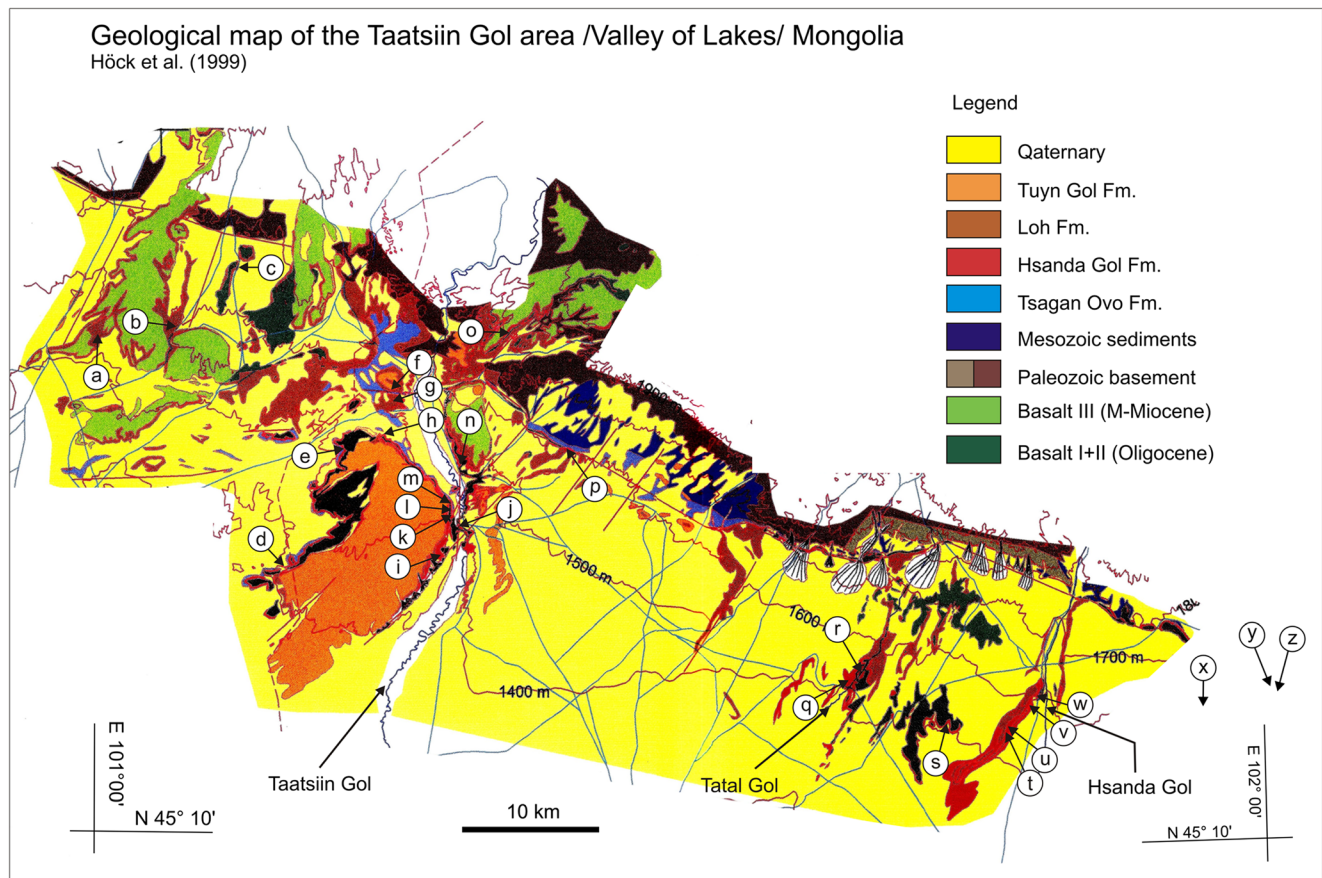 Geological map of the Taatsiin Gol area /Valley of Lakes/ Mongolia
Höck et al. (1999)
Legend
Qaternary
Tuyn Gol Fm.
Loh Fm.
Hsanda Gol Fm.
Tsagan Ovo Fm.
Mesozoic sediments
Paleozoic basement
Basalt III (M-Miocene)
Basalt I+II (Oligocene)
c
b
o
a
f
g
h
n
e
p
m
l
j
k
d
i
1500 m
1600
r
1700 m
1400 m
y
z
x
q
w
v
s
u
t
Taatsiin Gol
Tatal Gol
Hsanda Gol
10 km
E 101°00'
N 45° 10'
E 102° 00'
N 45° 10'